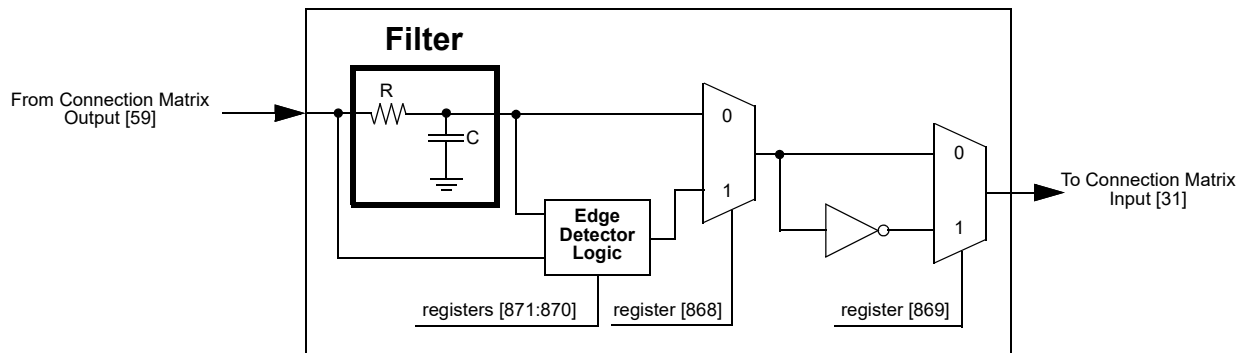 Filter
R
From Connection Matrix
Output [59]
C
0
1
Edge
Detector
Logic
0
1
To Connection Matrix
Input [31]
registers [871:870]
register [868]
register [869]